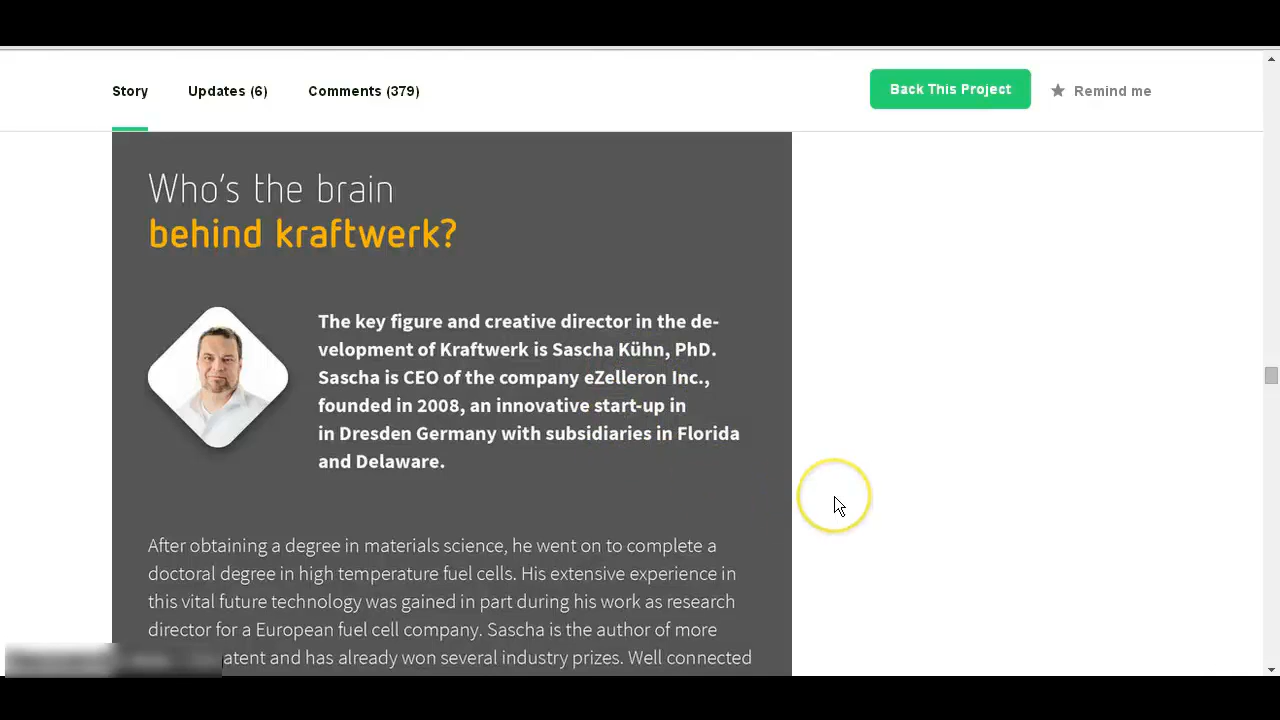 Story Updates (6) Comments (379) Back This Project Remind me
Who's the brain
behind kraftwerk?
The key figure and creative director in the de-
velopment of Kraftwerk is Sascha Kühn, PhD.
Sascha is CEO of the company eZelleron Inc.,
founded in 2008, an innovative start-up in
in Dresden Germany with subsidiaries in Florida
and Delaware.
After obtaining a degree in materials science, he went on to complete a
doctoral degree in high temperature fuel cells. His extensive experience in
this vital future technology was gained in part during his work as research
director for a European fuel cell company. Sascha is the author of more
atent and has already won several industry prizes. Well connected